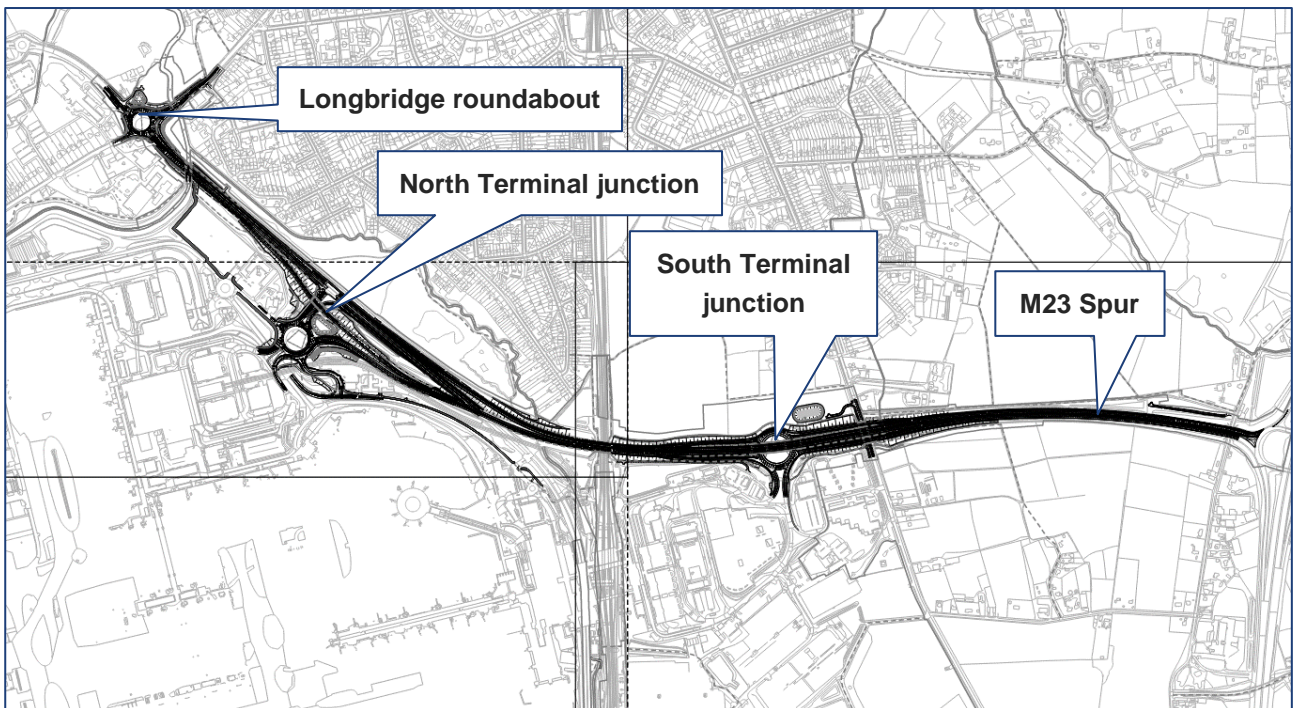 Longbridge roundabout
North Terminal junction
South Terminal
junction
M23 Spur